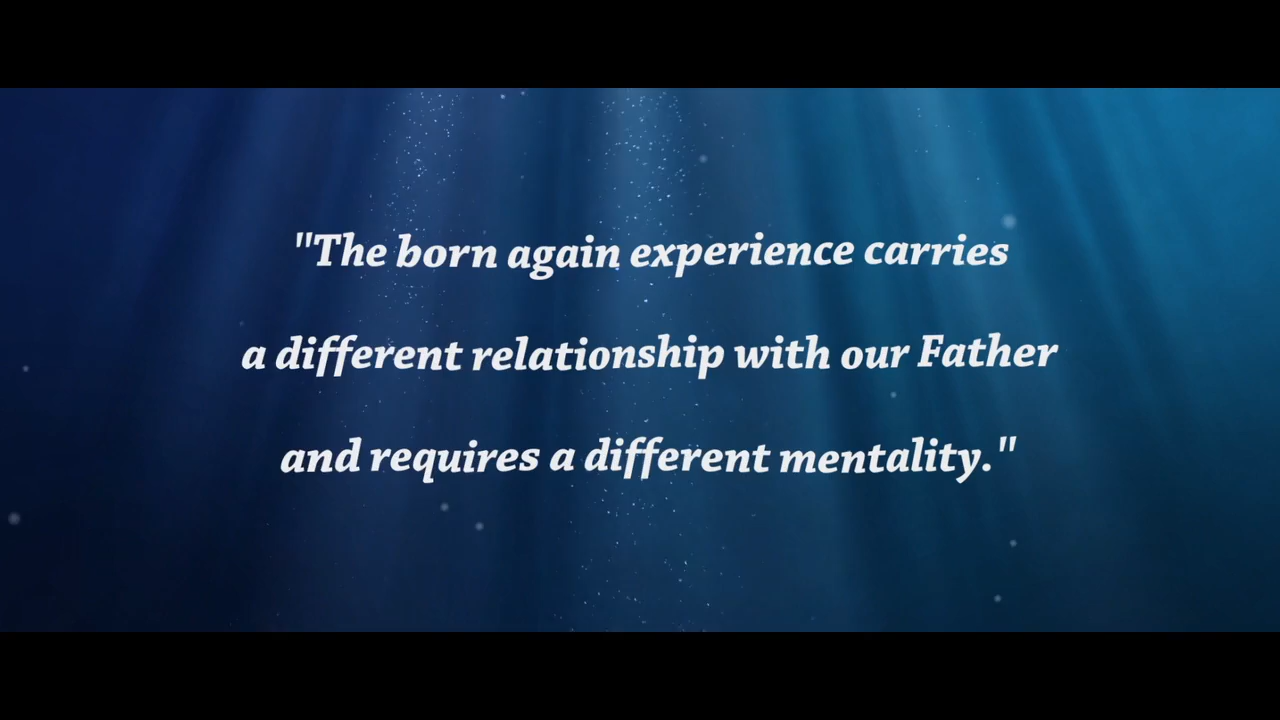 "The born again experience carries
a different relationship with our Father
and requires a different mentality."